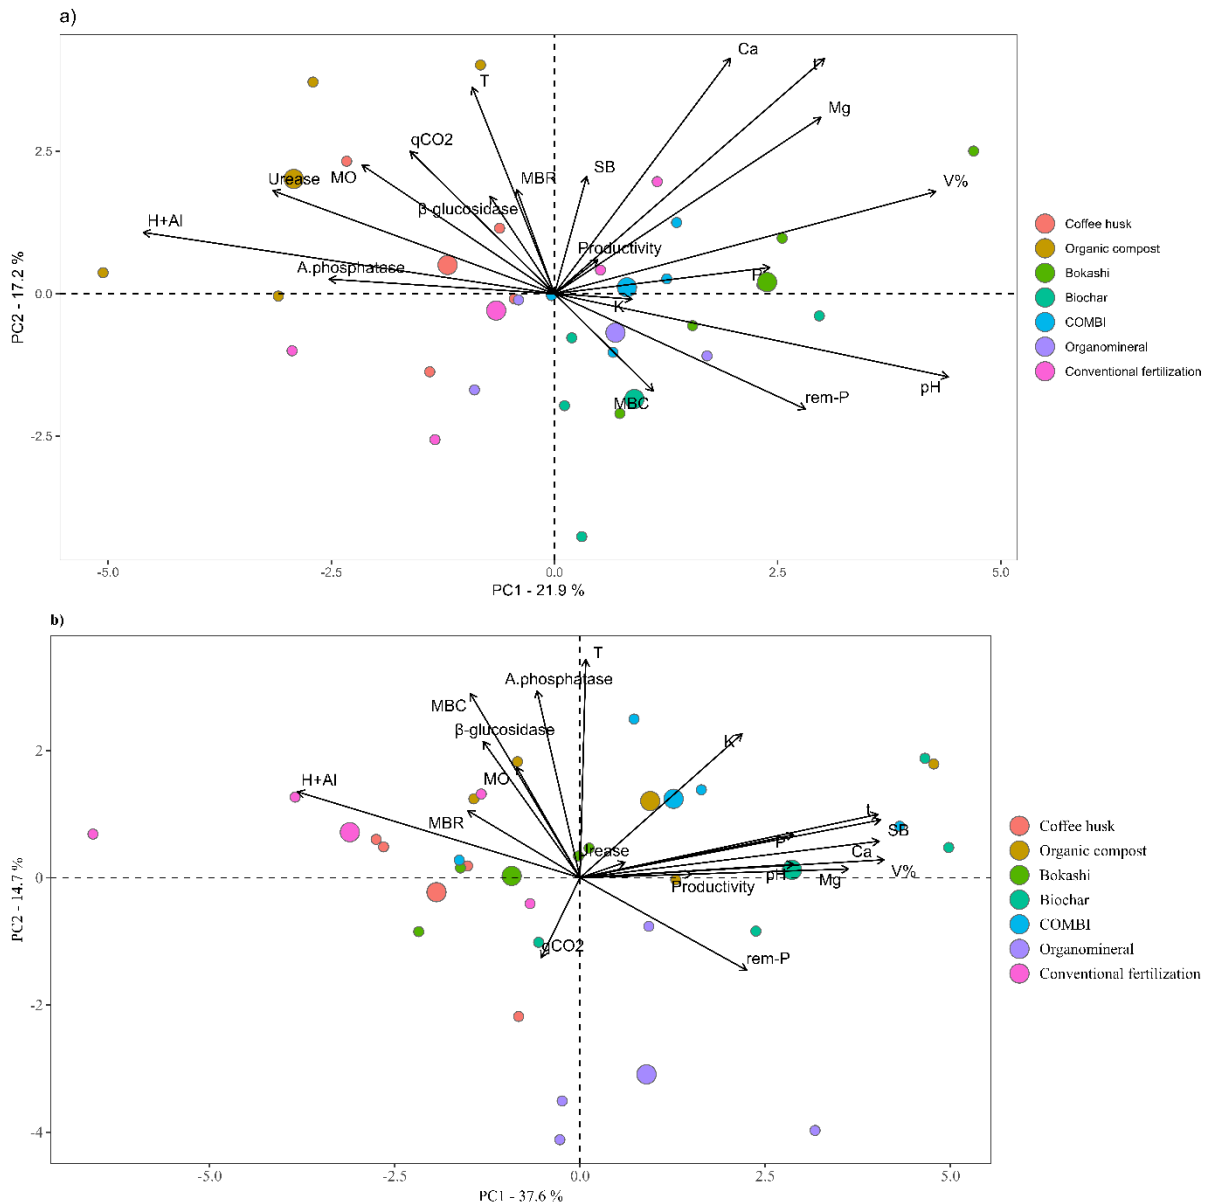 a)
Ca
t
T
Mg
2.5
qCO2
SB
MBR
Urease
MO
V%
β-glucosidase
H+Al
Productivity
A.phosphatase
P
0.0
K
pH
rem-P
MBC
-2.5
-5.0
-2.5
0.0
2.5
5.0
PC1 - 21.9 %
PC2 - 17.2 %
Coffee husk
Organic compost
Bokashi
Biochar
COMBI
Organomineral
Conventional fertilization
b)
T
A.phosphatase
MBC
β-glucosidase
K
2
H+Al
MO
t
MBR
SB
P
Urease
Ca
V%
pH
Mg
Productivity
0
qCO2
rem-P
-2
-4
-5.0
-2.5
0.0
2.5
5.0
PC1 - 37.6 %
PC2 - 14.7 %
Coffee husk
Organic compost
Bokashi
Biochar
COMBI
Organomineral
Conventional fertilization